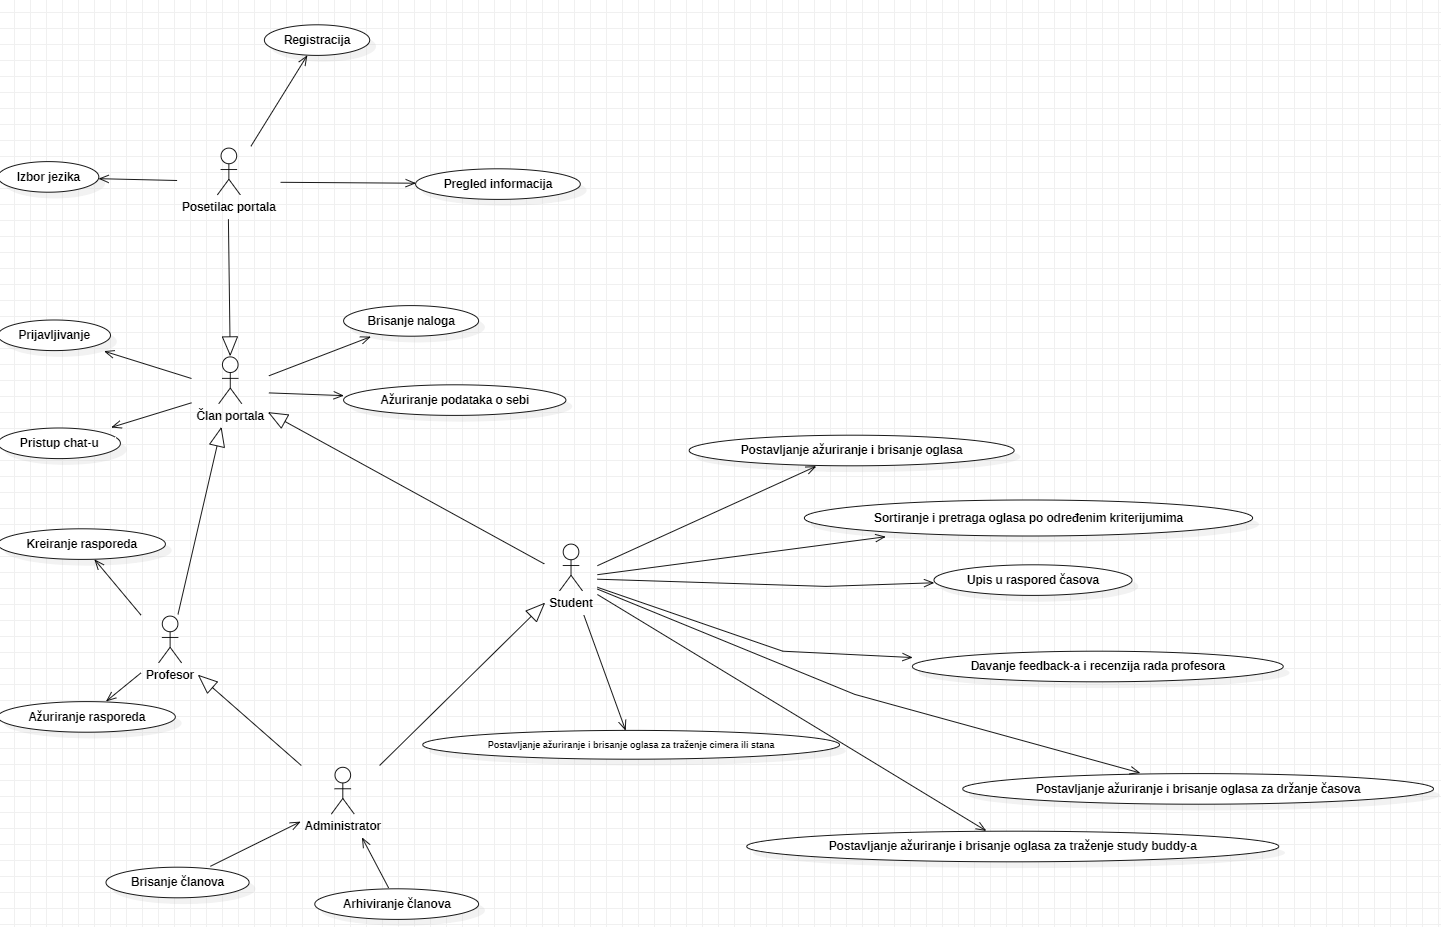 Registracija
Izbor jezika
Pregled informacija
Posetilac portala
Prijavljivanje
Brisanje naloga
Ažuriranje podataka o sebi
Član portala
Pristup chat-u
Postavljanje ažuriranje i brisanje oglasa
Sortiranje i pretraga oglasa po određenim kriterijumima
Kreiranje rasporeda
Upis u raspored časova
Student
Davanje feedback-a i recenzija rada profesora
Profesor
Ažuriranje rasporeda
Postavljanje ažuriranje i brisanje oglasa za traženje cimera ili stana
Postavljanje ažuriranje i brisanje oglasa za držanje časova
Administrator
Postavljanje ažuriranje i brisanje oglasa za traženje study buddy-a
Brisanje članova
Arhiviranje članova